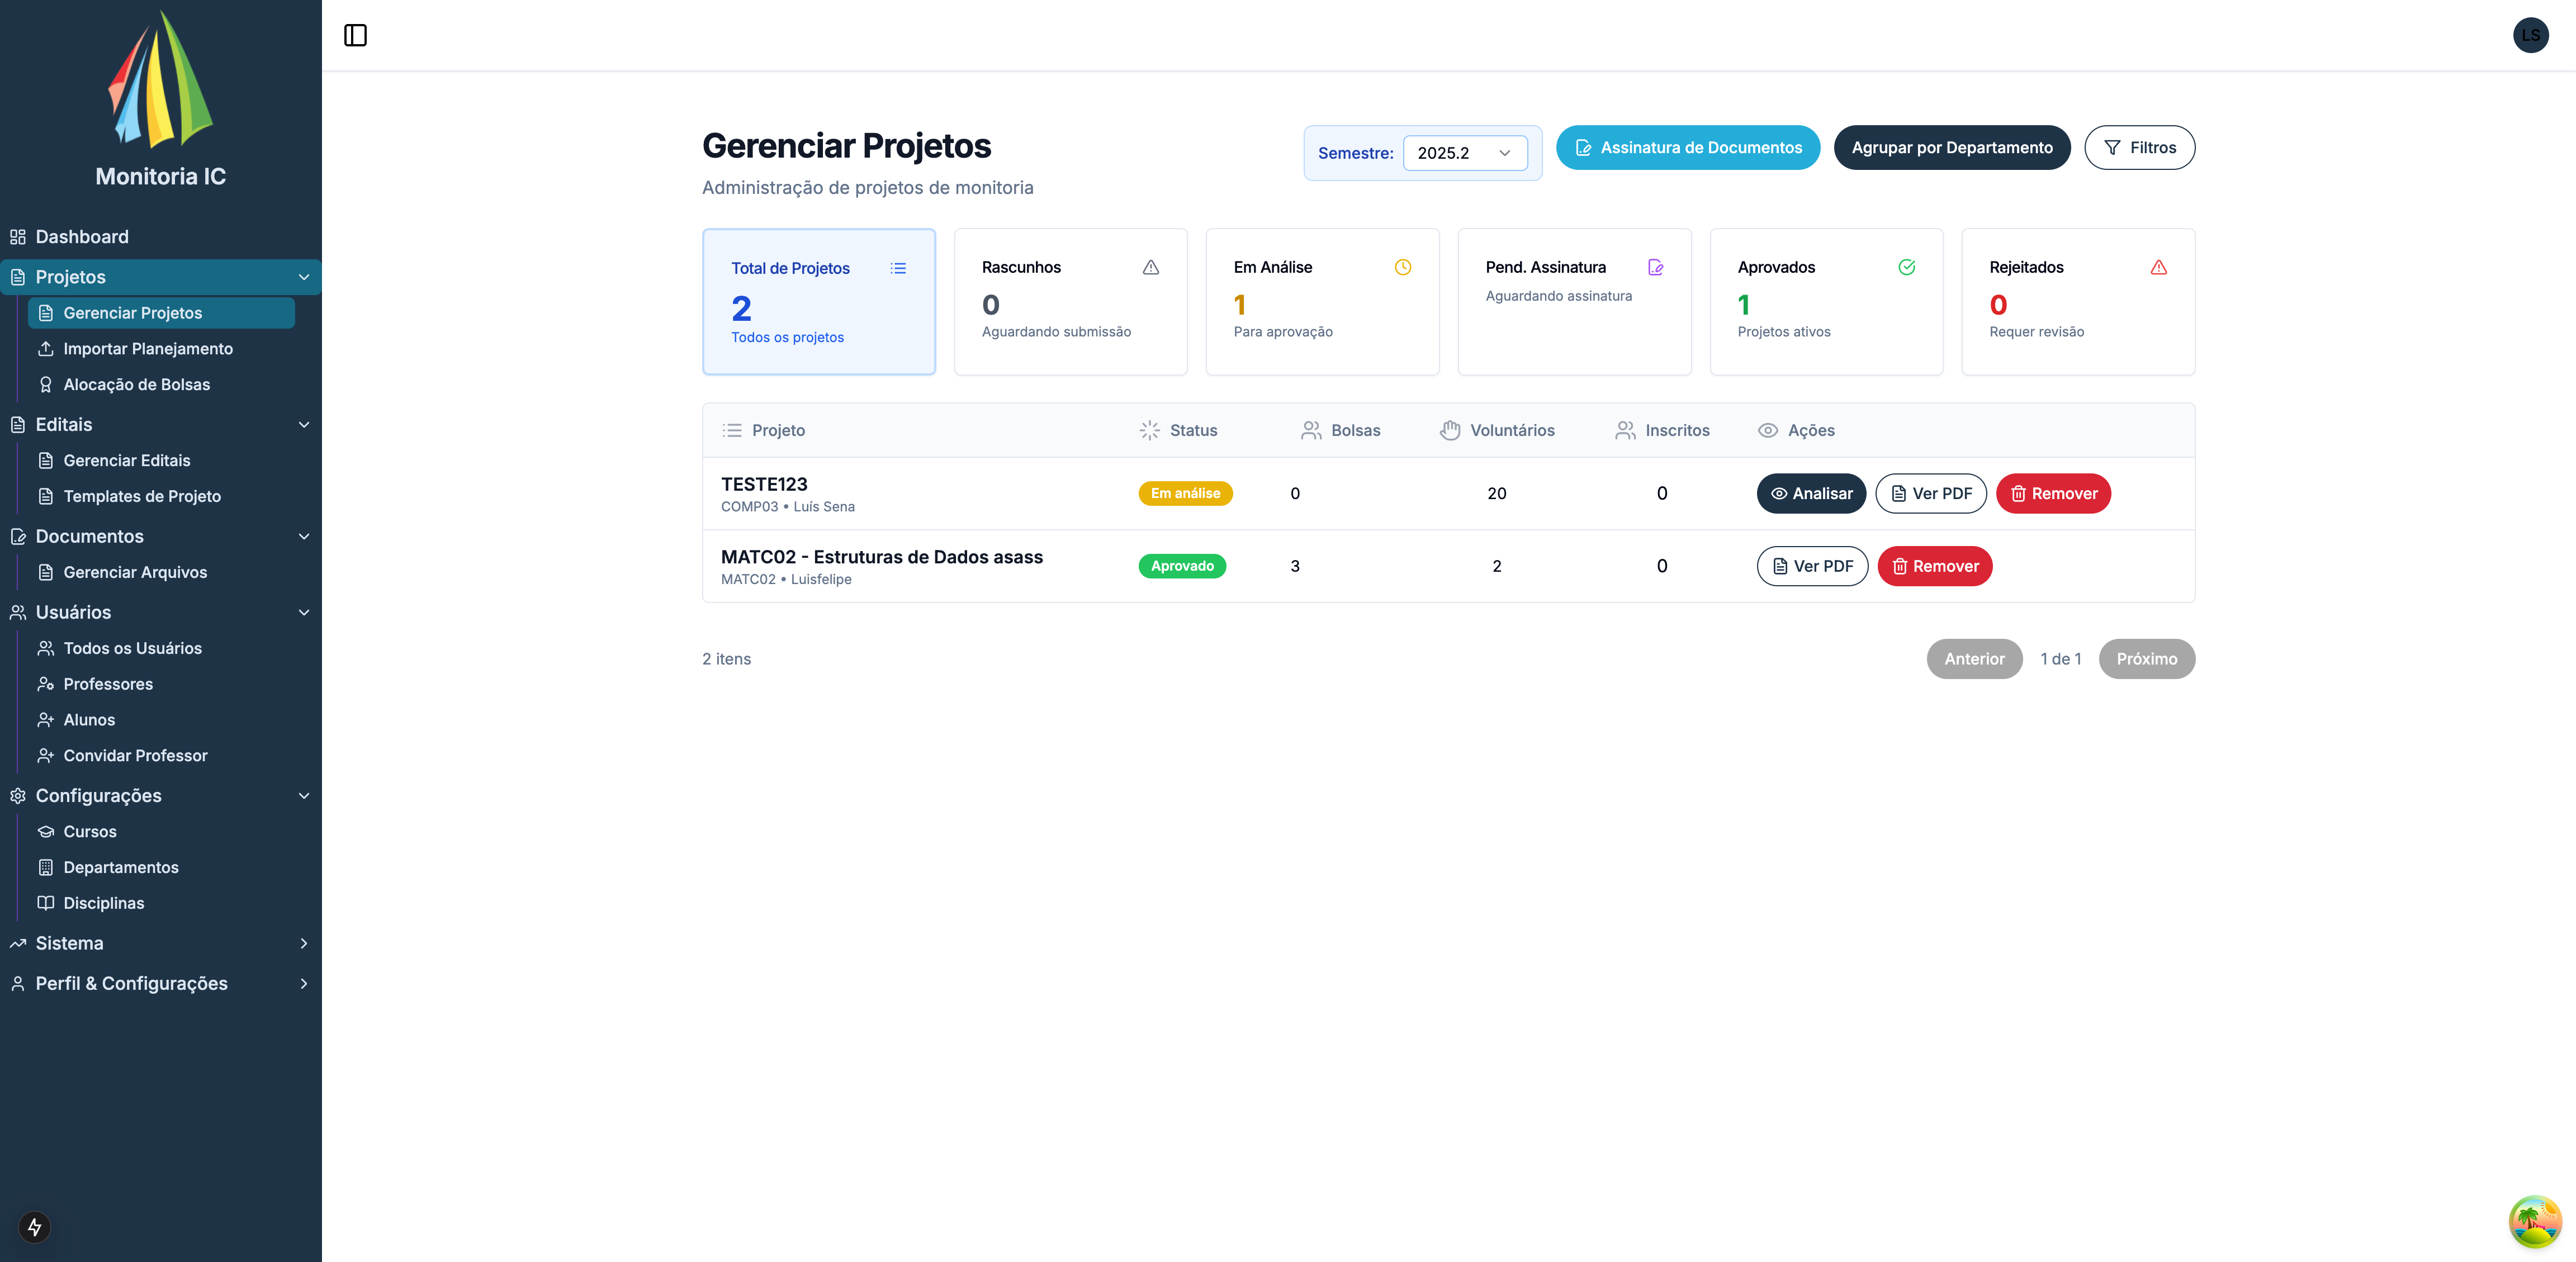 Monitoria IC
Dashboard
Projetos
Gerenciar Projetos
Importar Planejamento
Alocação de Bolsas
Editais
Gerenciar Editais
Templates de Projeto
Documentos
Gerenciar Arquivos
Usuários
Todos os Usuários
Professores
Alunos
Convidar Professor
Configurações
Cursos
Departamentos
Disciplinas
Sistema
Perfil & Configurações
LS
Gerenciar Projetos
Administração de projetos de monitoria
Semestre: 2025.2 Assinatura de Documentos Agrupar por Departamento Filtros
Total de Projetos
2
Todos os projetos
Rascunhos
0
Aguardando submissão
Em Análise
1
Para aprovação
Pend. Assinatura
Aguardando assinatura
Aprovados
1
Projetos ativos
Rejeitados
0
Requer revisão
Projeto Status Bolsas Voluntários Inscritos Ações
TESTE123
COMP03 • Luís Sena
Em análise 0 20 0 Analisar Ver PDF Remover
MATC02 - Estruturas de Dados asass
MATC02 • Luisfelipe
Aprovado 3 2 0 Ver PDF Remover
2 itens
Anterior 1 de 1 Próximo